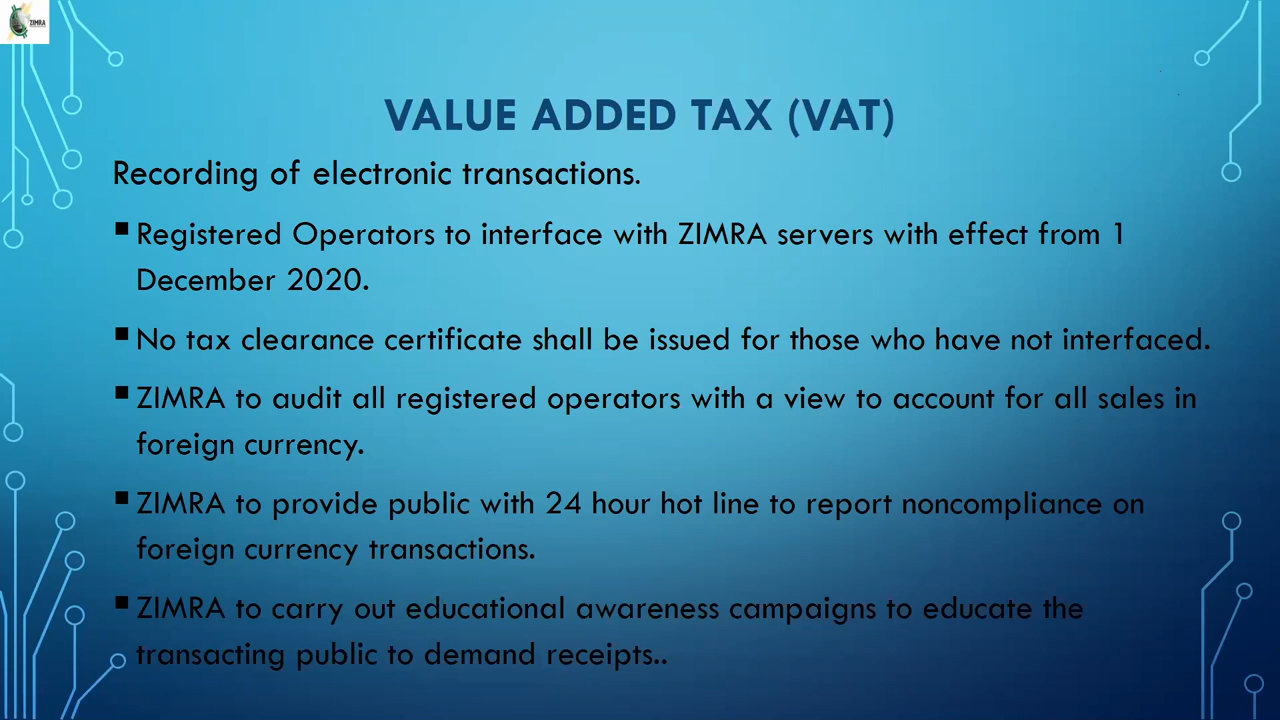 ZIMRA
VALUE ADDED TAX (VAT)
Recording of electronic transactions.
▪Registered Operators to interface with ZIMRA servers with effect from 1
December 2020.
▪No tax clearance certificate shall be issued for those who have not interfaced.
▪ZIMRA to audit all registered operators with a view to account for all sales in
foreign currency.
▪ZIMRA to provide public with 24 hour hot line to report noncompliance on
foreign currency transactions.
▪ZIMRA to carry out educational awareness campaigns to educate the
transacting public to demand receipts..